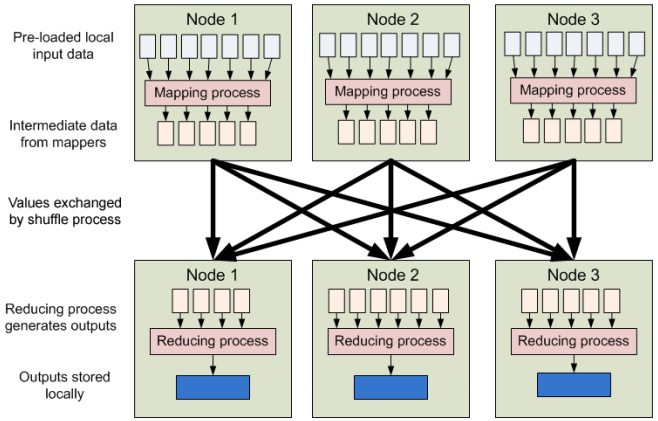 Node 1
Node 2
Node 3
Pre-loaded local
input data
Mapping process
Mapping process
Mapping process
Intermediate data
from mappers
Values exchanged
by shuffle process
Node 1
Node 2
Node 3
Reducing process
generates outputs
Reducing process
Reducing process
Reducing process
Outputs stored
locally